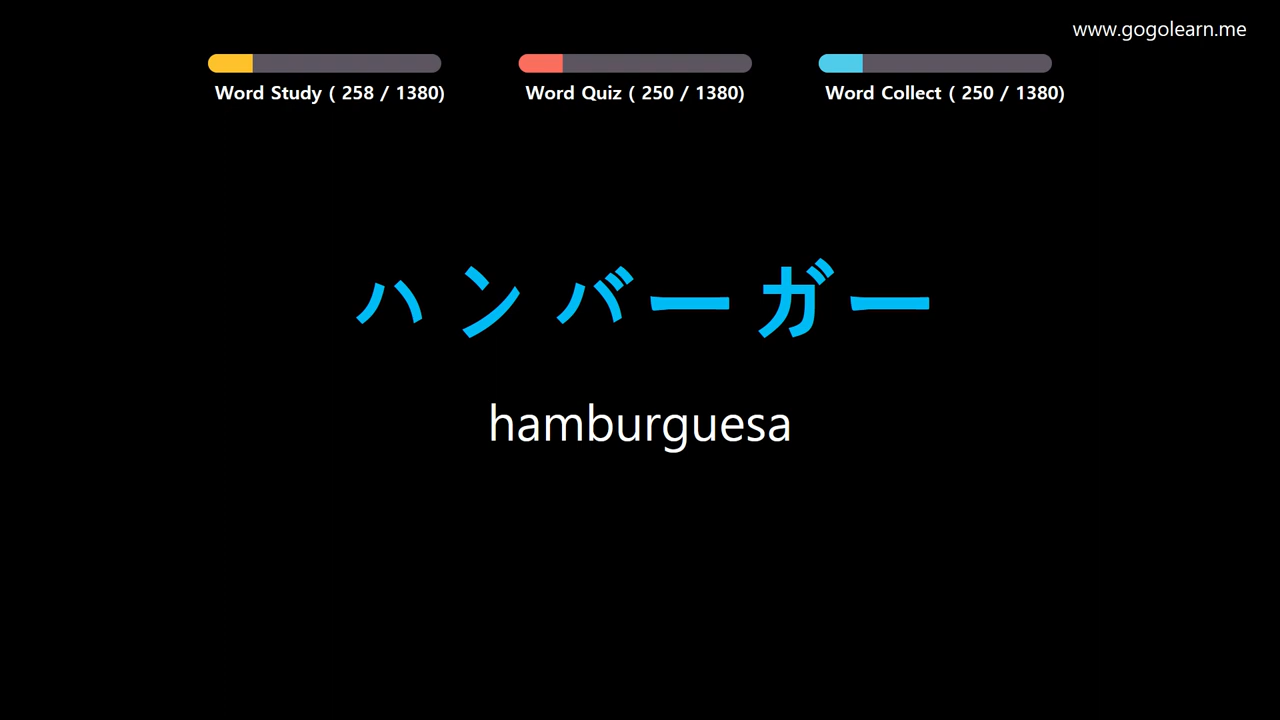 www.gogolearn.me
Word Study ( 258 / 1380)
Word Quiz ( 250 / 1380)
Word Collect ( 250 / 1380)
ハンバーガー
hamburguesa